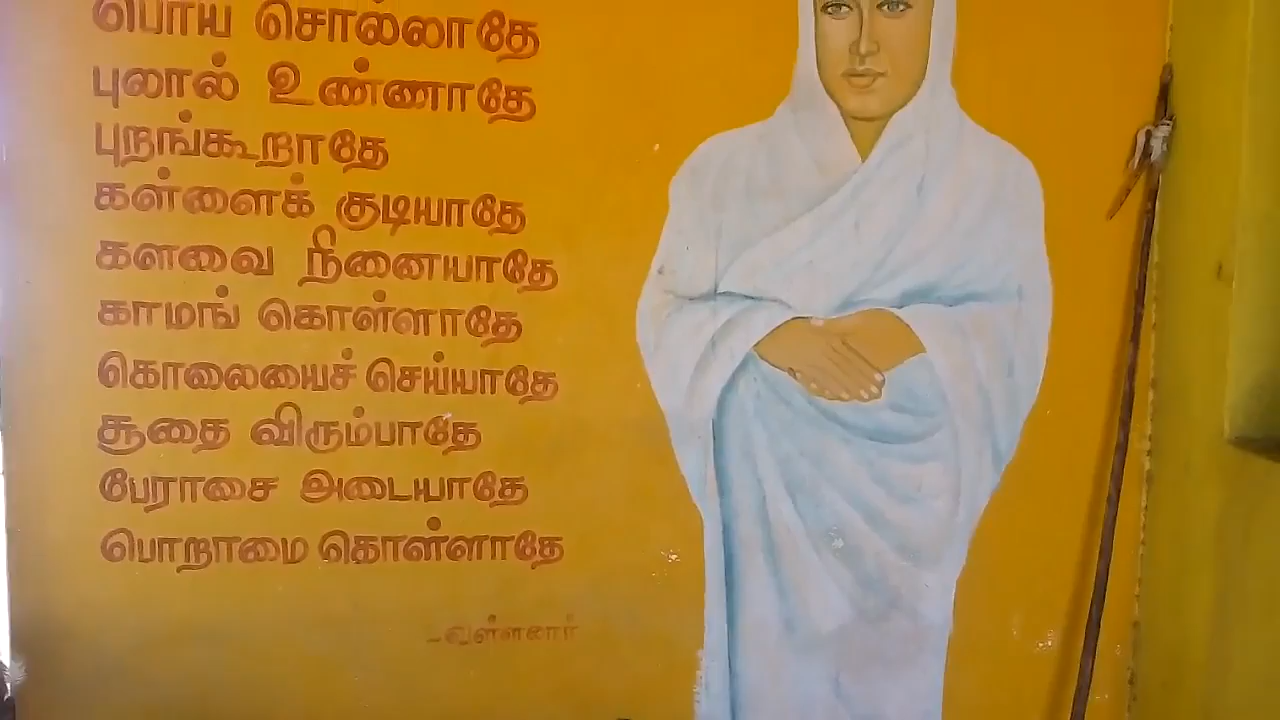 பொய் சொல்லாதே
புலால் உண்ணாதே
புறங்கூறாதே
கள்ளைக் குடியாதே
களவை நினையாதே
காமங் கொள்ளாதே
கொலையைச் செய்யாதே
சூதை விரும்பாதே
பேராசை அடையாதே
பொறாமை கொள்ளாதே
-வள்ளலார்